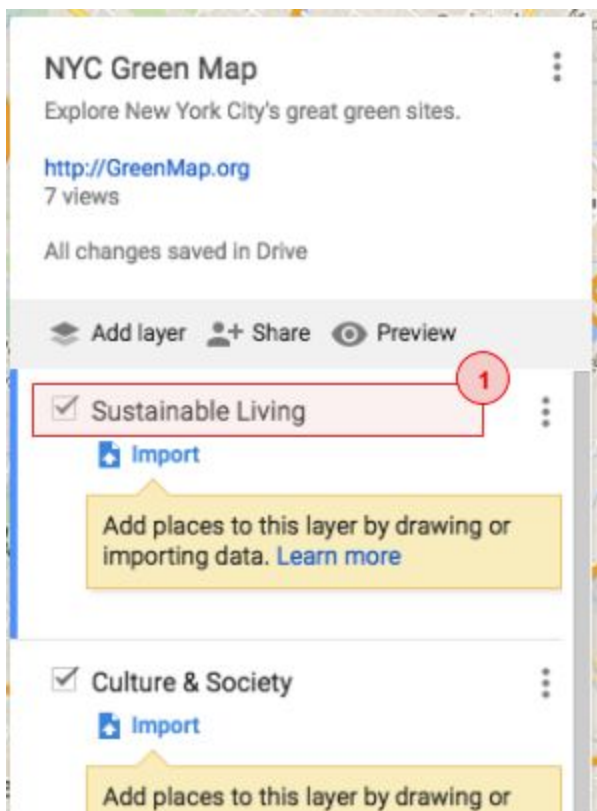 NYC Green Map
Explore New York City's great green sites.
http://GreenMap.org
7 views
All changes saved in Drive
Add layer Share Preview
1
Sustainable Living
Import
Add places to this layer by drawing or
importing data. Learn more
Culture & Society
Import
Add places to this layer by drawing or